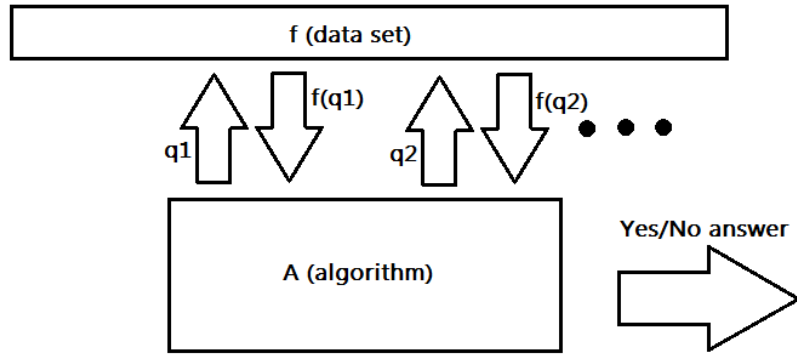 f (data set)
f(q1)
f(q2)
q1
q2
Yes/No answer
A (algorithm)